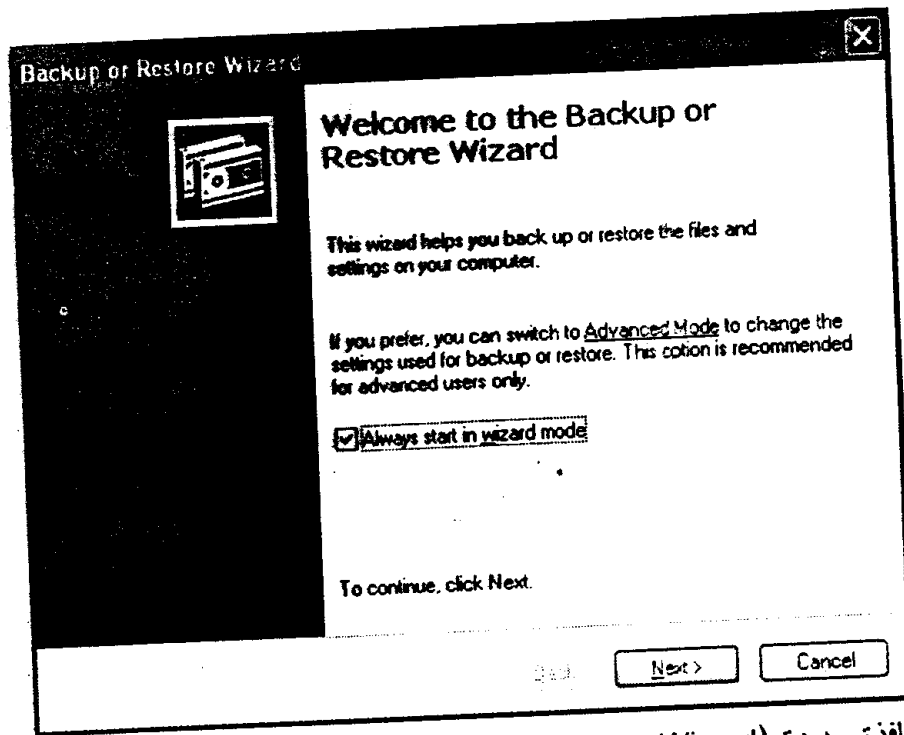 Backup or Restore Wizard
Welcome to the Backup or
Restore Wizard
This wizard helps you back up or restore the files and
settings on your computer.
If you prefer, you can switch to Advanced Mode to change the
settings used for backup or restore. This option is recommended
for advanced users only.
Always start in wizard mode
To continue, click Next.
Next > Cancel